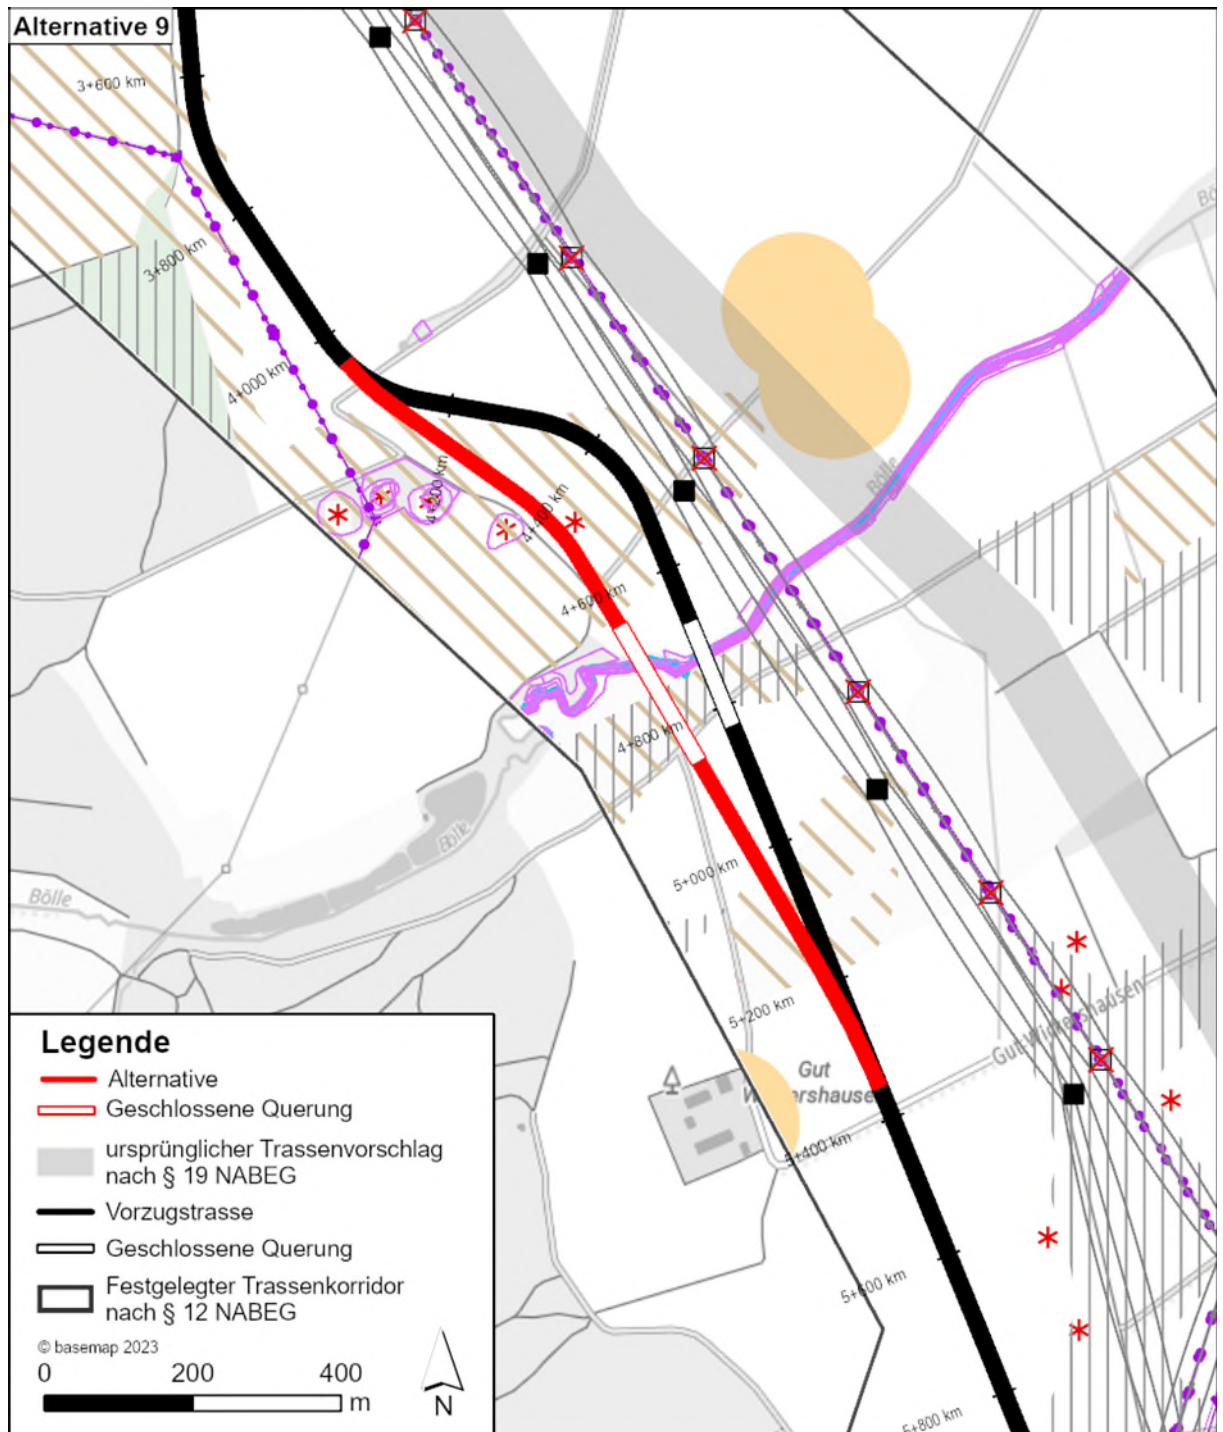 Alternative 9
3+600 km
3+800 km
Bö
4+000 km
4+200 km
4+400 km
Bölle
4+600 km
4+800 km
Bölle
5+000 km
Bölle
5+200 km
Gut Wickershausen
Gut
5+400 km
5+600 km
5+800 km
Legende
Alternative
Geschlossene Querung
ursprünglicher Trassenvorschlag
nach § 19 NABEG
Vorzugstrasse
Geschlossene Querung
Festgelegter Trassenkorridor
nach § 12 NABEG
© basemap 2023
0 200 400
m
N